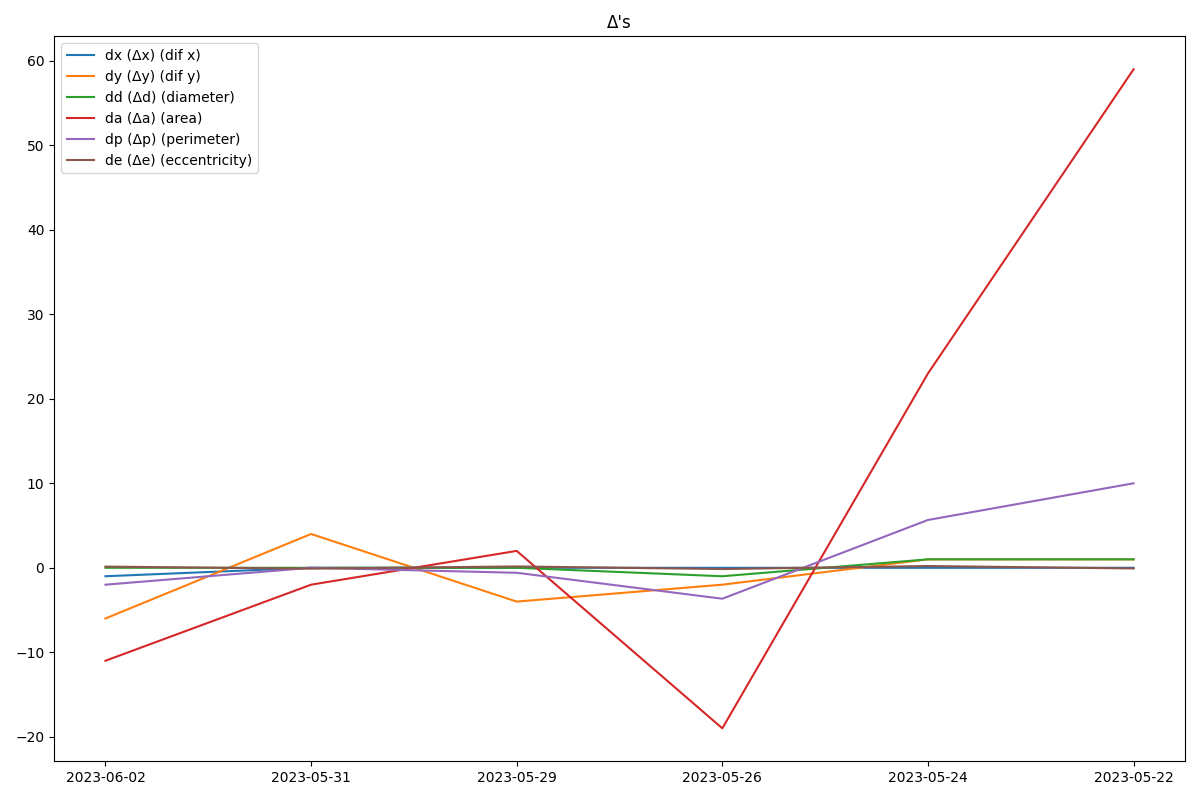 Δ's
dx (Δx) (dif x)
dy (Δy) (dif y)
dd (Δd) (diameter)
da (Δa) (area)
dp (Δp) (perimeter)
de (Δe) (eccentricity)
60
50
40
30
20
10
0
−10
−20
2023-06-02 2023-05-31 2023-05-29 2023-05-26 2023-05-24 2023-05-22